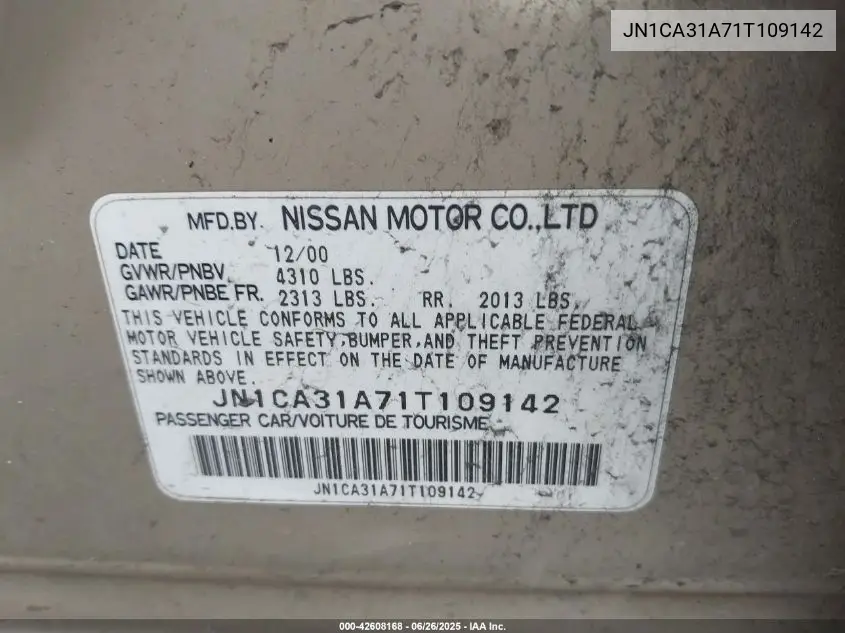 JN1CA31A71T109142
MFD.BY. NISSAN MOTOR CO.,LTD
DATE 12/00
GVWR/PNBV 4310 LBS.
GAWR/PNBE FR. 2313 LBS. RR. 2013 LBS.
THIS VEHICLE CONFORMS TO ALL APPLICABLE FEDERAL
MOTOR VEHICLE SAFETY,BUMPER,AND THEFT PREVENTION
STANDARDS IN EFFECT ON THE DATE OF MANUFACTURE
SHOWN ABOVE.
JN1CA31A71T109142
PASSENGER CAR/VOITURE DE TOURISME
JN1CA31A71T109142
000-42608168 - 06/26/2025 - IAA Inc.